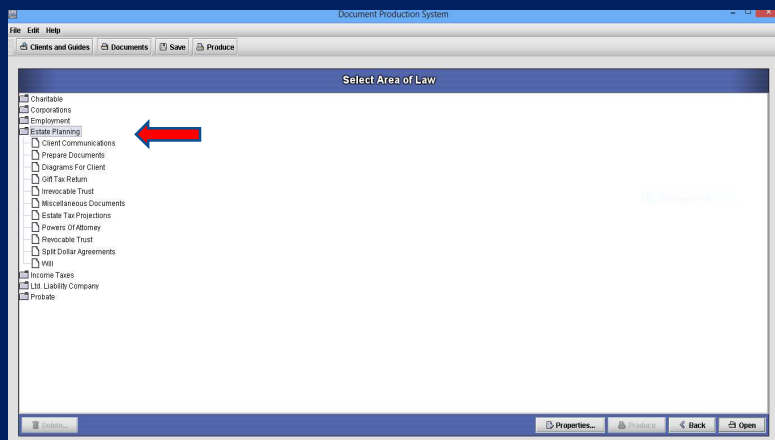 Document Production System
File Edit Help
Clients and Guides Documents Save Produce
Select Area of Law
Charitable
Corporations
Employment
Estate Planning
Client Communications
Prepare Documents
Diagrams For Client
Gift Tax Return
Irrevocable Trust
Miscellaneous Documents
Estate Tax Projections
Powers Of Attorney
Revocable Trust
Split Dollar Agreements
Will
Income Taxes
Ltd. Liability Company
Probate
Delete... Properties... Produce Back Open